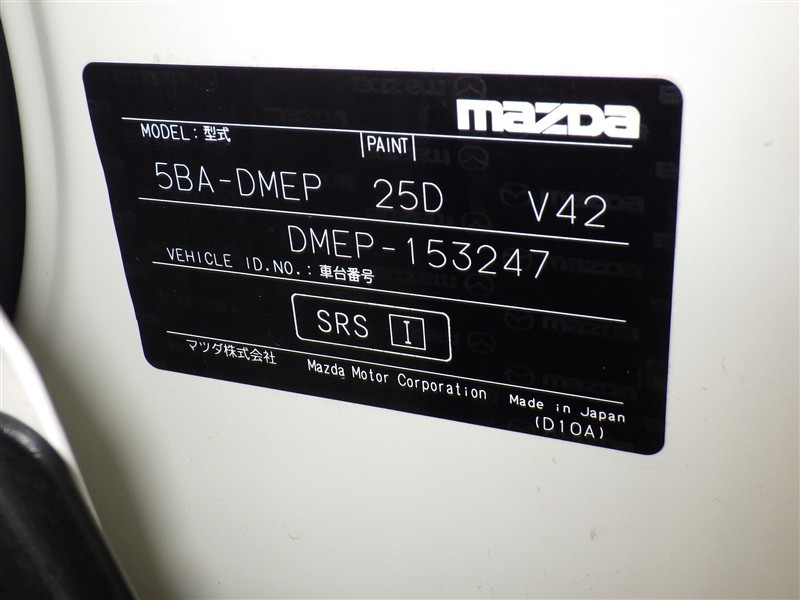 mazda
MODEL:型式 PAINT
5BA-DMEP 25D V42
DMEP-153247
VEHICLE ID.NO.:車台番号
SRS I
マツダ株式会社 Mazda Motor Corporation Made in Japan
(D10A)